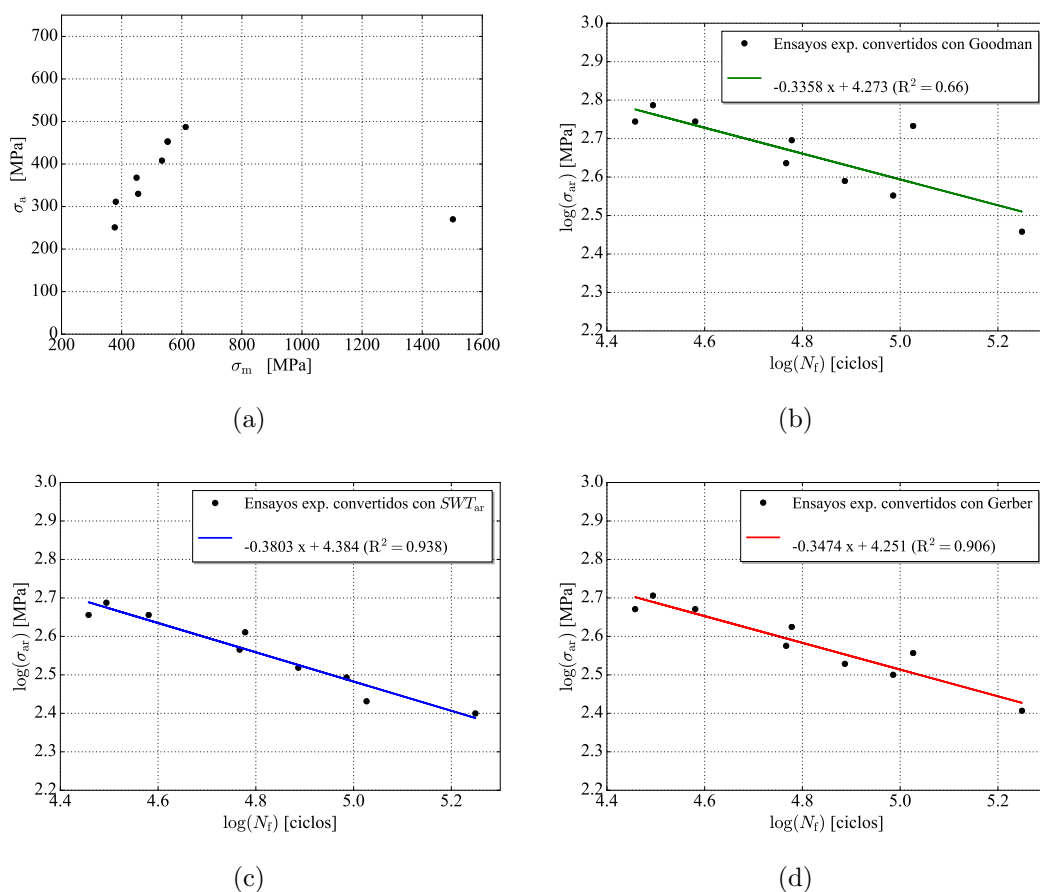 700
600
500
400
300
200
100
0
σa [MPa]
200 400 600 800 1000 1200 1400 1600
σm [MPa]
(a)
3.0
2.9
2.8
2.7
2.6
2.5
2.4
2.3
2.2
log(σar) [MPa]
Ensayos exp. convertidos con Goodman
-0.3358 x + 4.273 (R² = 0.66)
4.4 4.6 4.8 5.0 5.2
log(Nf) [ciclos]
(b)
3.0
2.9
2.8
2.7
2.6
2.5
2.4
2.3
2.2
log(σar) [MPa]
Ensayos exp. convertidos con SWTar
-0.3803 x + 4.384 (R² = 0.938)
4.4 4.6 4.8 5.0 5.2
log(Nf) [ciclos]
(c)
3.0
2.9
2.8
2.7
2.6
2.5
2.4
2.3
2.2
log(σar) [MPa]
Ensayos exp. convertidos con Gerber
-0.3474 x + 4.251 (R² = 0.906)
4.4 4.6 4.8 5.0 5.2
log(Nf) [ciclos]
(d)